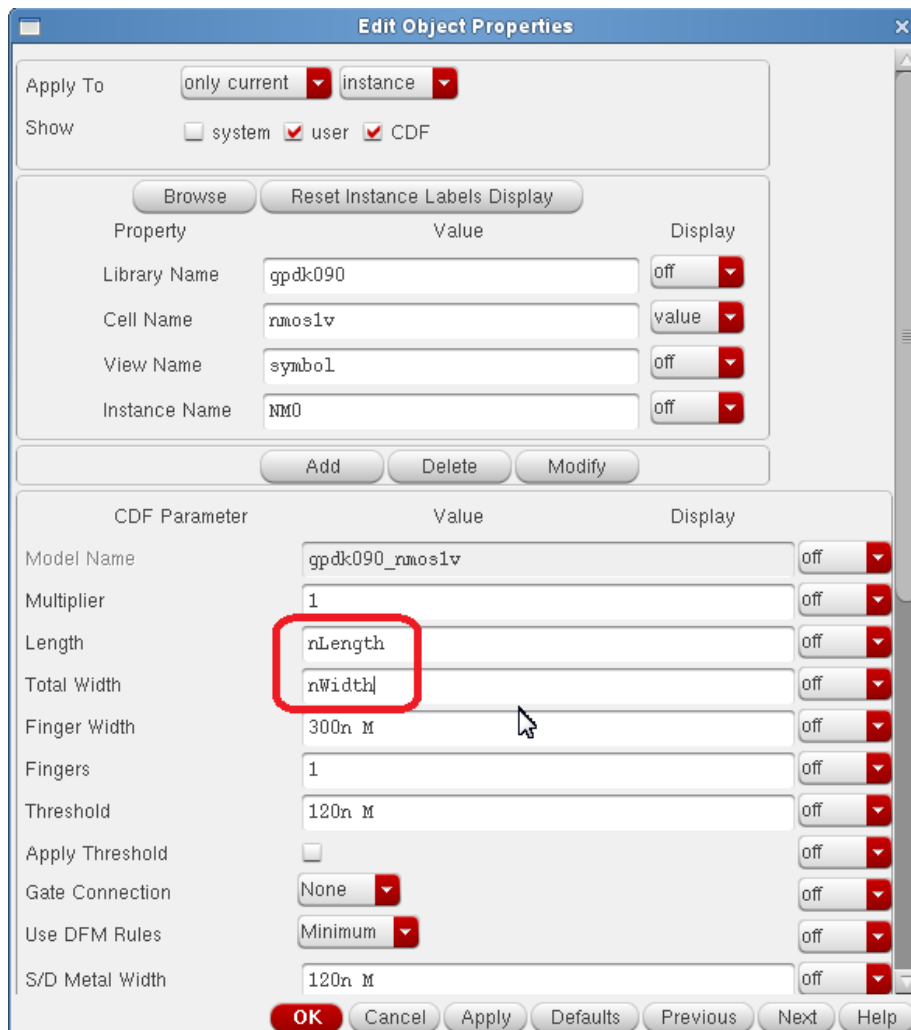 Edit Object Properties
Apply To only current instance
Show system user CDF
Browse Reset Instance Labels Display
Property Value Display
Library Name gpdk090 off
Cell Name nmos1v value
View Name symbol off
Instance Name NM0 off
Add Delete Modify
CDF Parameter Value Display
Model Name gpdk090_nmos1v off
Multiplier 1 off
Length nLength off
Total Width nWidth off
Finger Width 300n M off
Fingers 1 off
Threshold 120n M off
Apply Threshold off
Gate Connection None off
Use DFM Rules Minimum off
S/D Metal Width 120n M off
OK Cancel Apply Defaults Previous Next Help